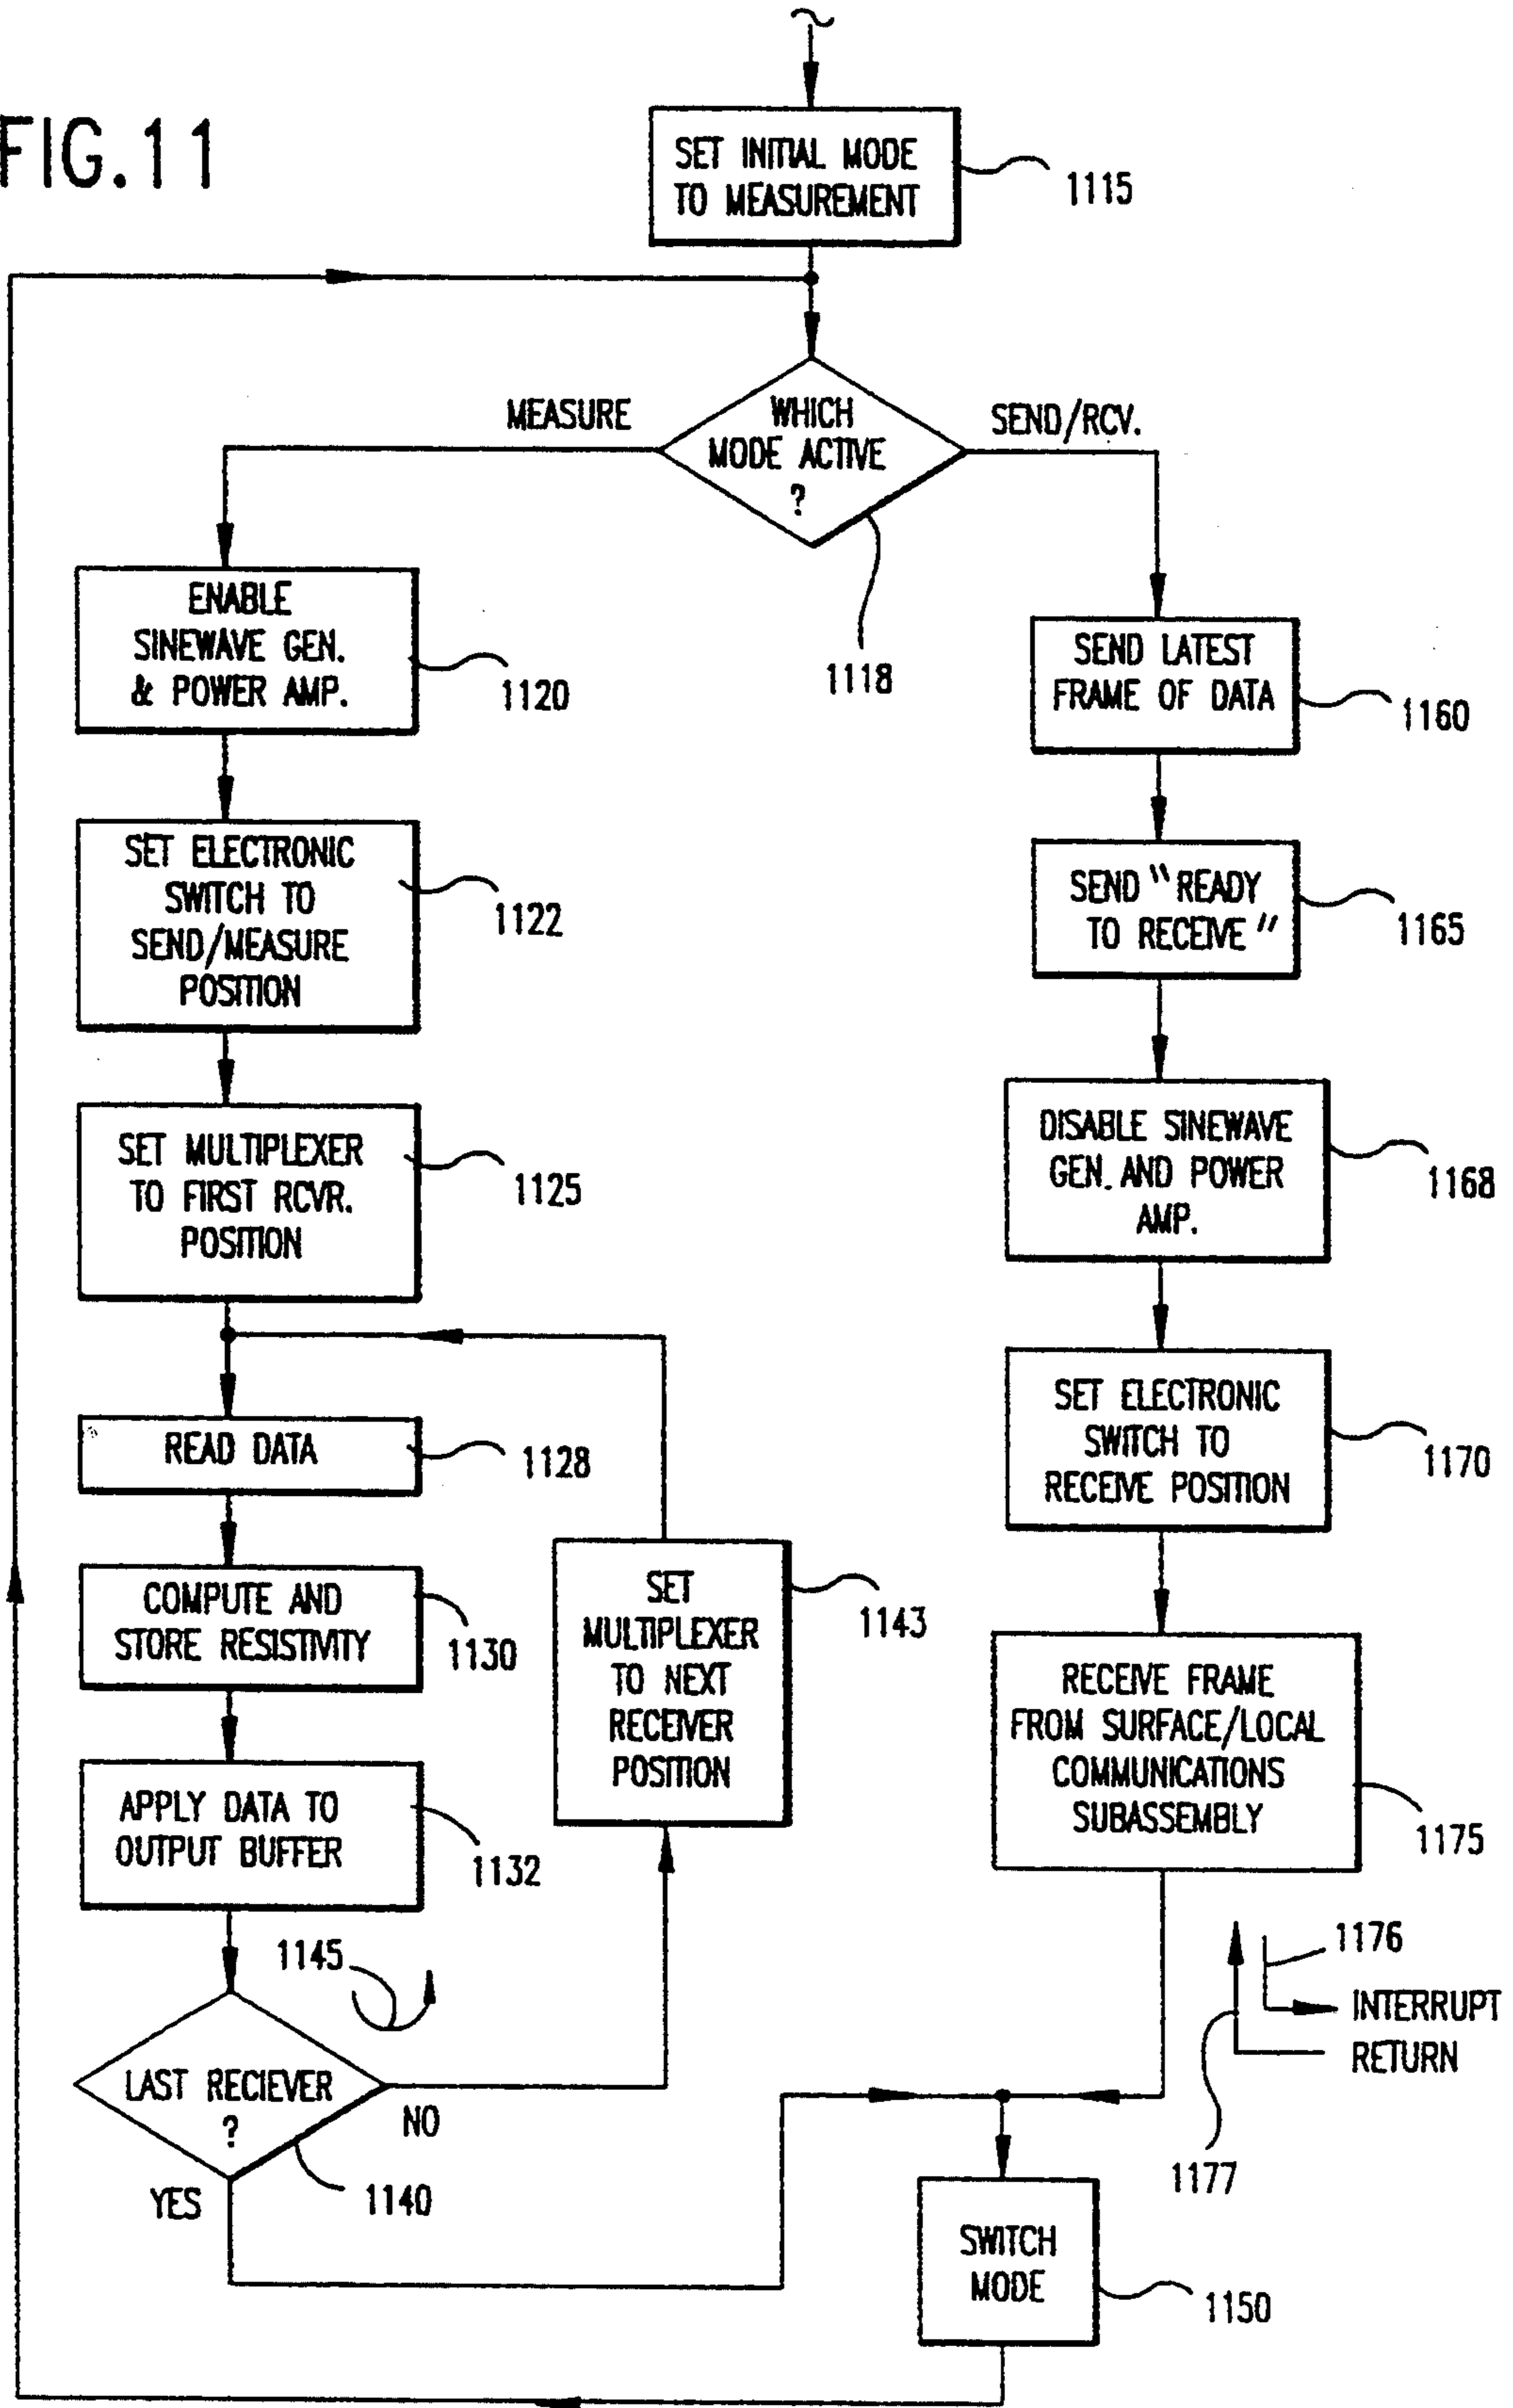 FIG.11
SET INITIAL MODE
TO MEASUREMENT
1115
MEASURE
WHICH
MODE ACTIVE
?
SEND/RCV.
1118
ENABLE
SINEWAVE GEN.
& POWER AMP.
1120
SET ELECTRONIC
SWITCH TO
SEND/MEASURE
POSITION
1122
SET MULTIPLEXER
TO FIRST RCVR.
POSITION
1125
READ DATA
1128
COMPUTE AND
STORE RESISTIVITY
1130
APPLY DATA TO
OUTPUT BUFFER
1132
1145
LAST RECIEVER
?
NO
YES
1140
SET
MULTIPLEXER
TO NEXT
RECEIVER
POSITION
1143
SEND LATEST
FRAME OF DATA
1160
SEND "READY
TO RECEIVE"
1165
DISABLE SINEWAVE
GEN. AND POWER
AMP.
1168
SET ELECTRONIC
SWITCH TO
RECEIVE POSITION
1170
RECEIVE FRAME
FROM SURFACE/LOCAL
COMMUNICATIONS
SUBASSEMBLY
1175
1176
INTERRUPT
RETURN
1177
SWITCH
MODE
1150